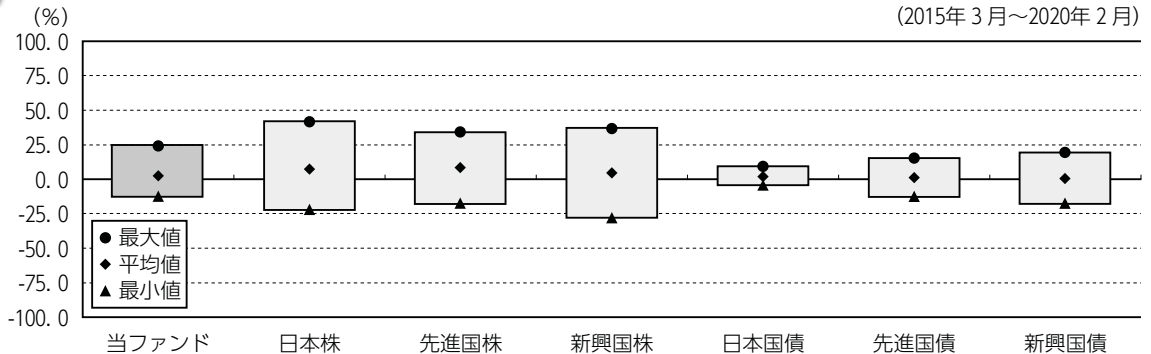 (%)
(2015年3月～2020年2月)
100.0
75.0
50.0
25.0
0.0
-25.0
-50.0
-75.0
-100.0
● 最大値
◆ 平均値
▲ 最小値
当ファンド 日本株 先進国株 新興国株 日本国債 先進国債 新興国債